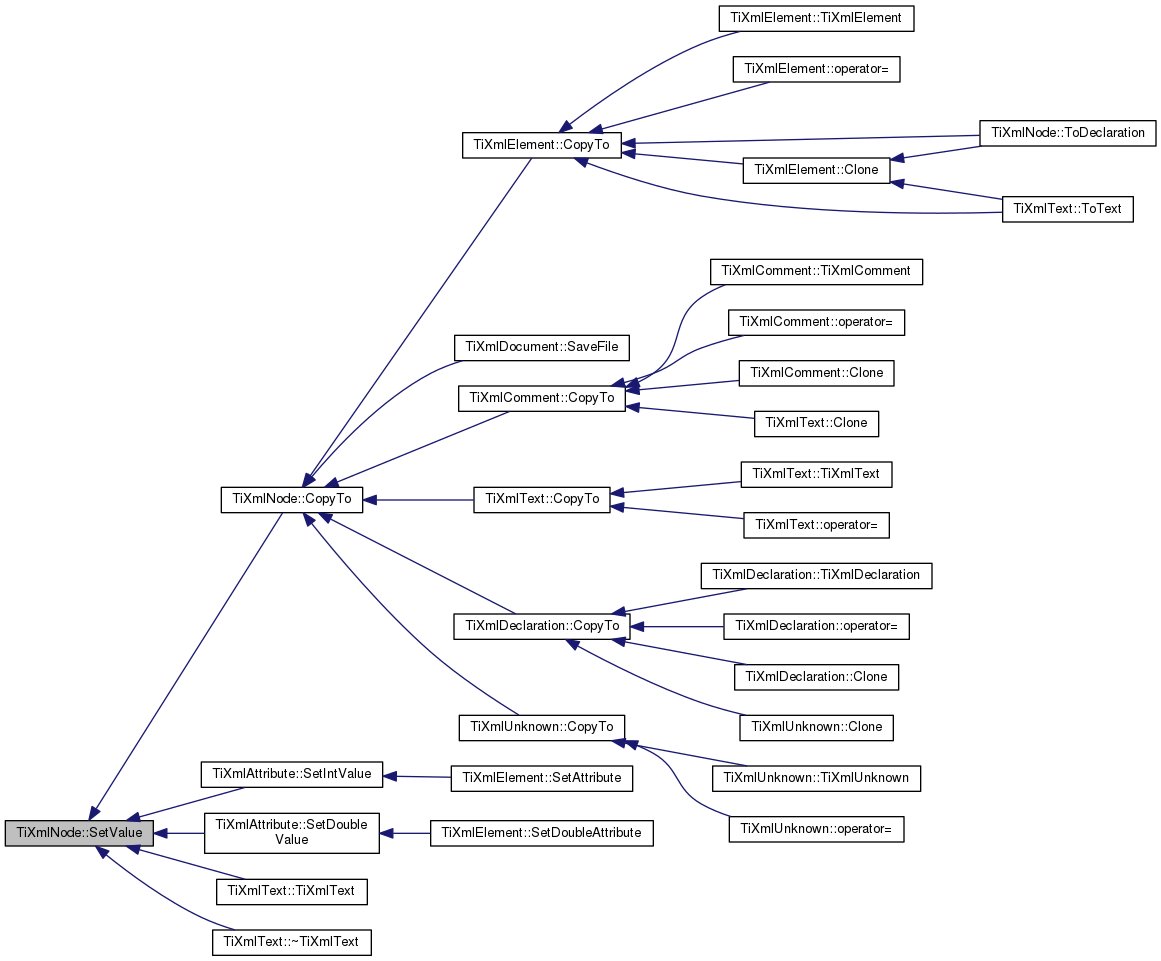 TiXmlElement::TiXmlElement
TiXmlElement::operator=
TiXmlElement::CopyTo
TiXmlNode::ToDeclaration
TiXmlElement::Clone
TiXmlText::ToText
TiXmlComment::TiXmlComment
TiXmlComment::operator=
TiXmlDocument::SaveFile
TiXmlComment::Clone
TiXmlComment::CopyTo
TiXmlText::Clone
TiXmlText::TiXmlText
TiXmlNode::CopyTo
TiXmlText::CopyTo
TiXmlText::operator=
TiXmlDeclaration::TiXmlDeclaration
TiXmlDeclaration::CopyTo
TiXmlDeclaration::operator=
TiXmlDeclaration::Clone
TiXmlUnknown::CopyTo
TiXmlUnknown::Clone
TiXmlAttribute::SetIntValue
TiXmlElement::SetAttribute
TiXmlUnknown::TiXmlUnknown
TiXmlNode::SetValue
TiXmlAttribute::SetDouble
Value
TiXmlElement::SetDoubleAttribute
TiXmlUnknown::operator=
TiXmlText::TiXmlText
TiXmlText::~TiXmlText